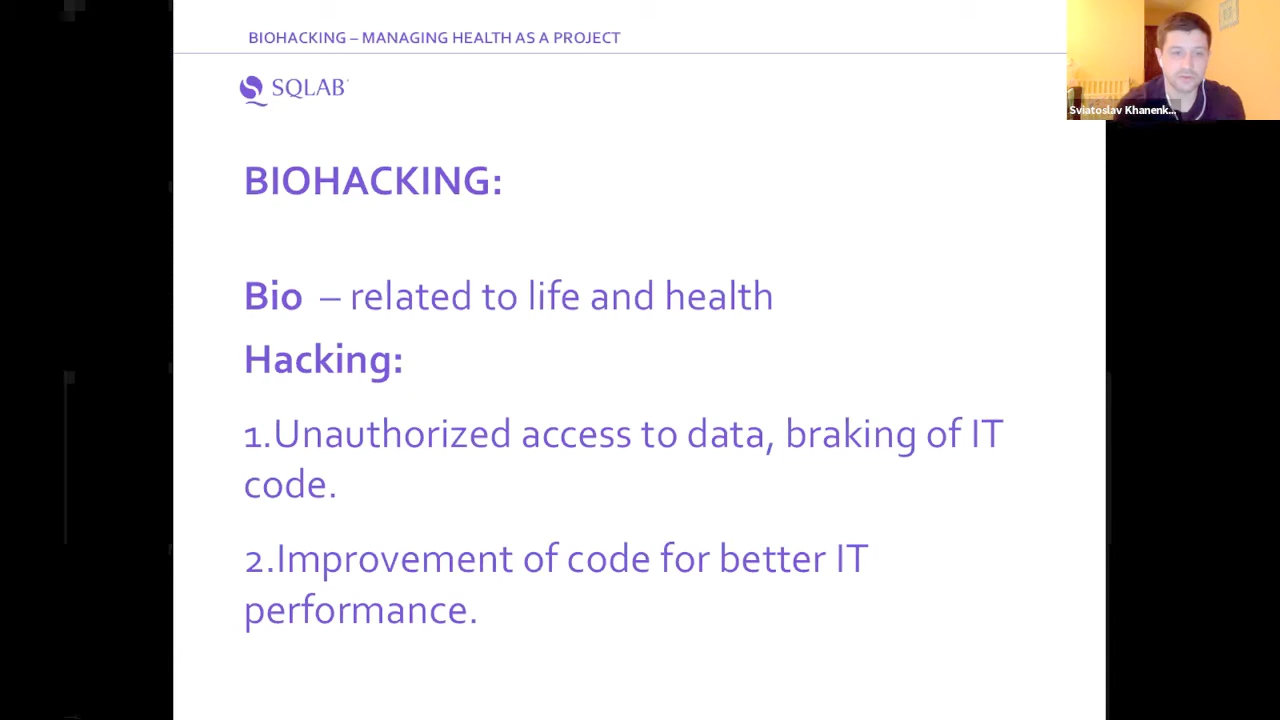 BIOHACKING – MANAGING HEALTH AS A PROJECT
SQLAB
Sviatoslav Khanenk...
BIOHACKING:
Bio – related to life and health
Hacking:
1.Unauthorized access to data, braking of IT
code.
2.Improvement of code for better IT
performance.